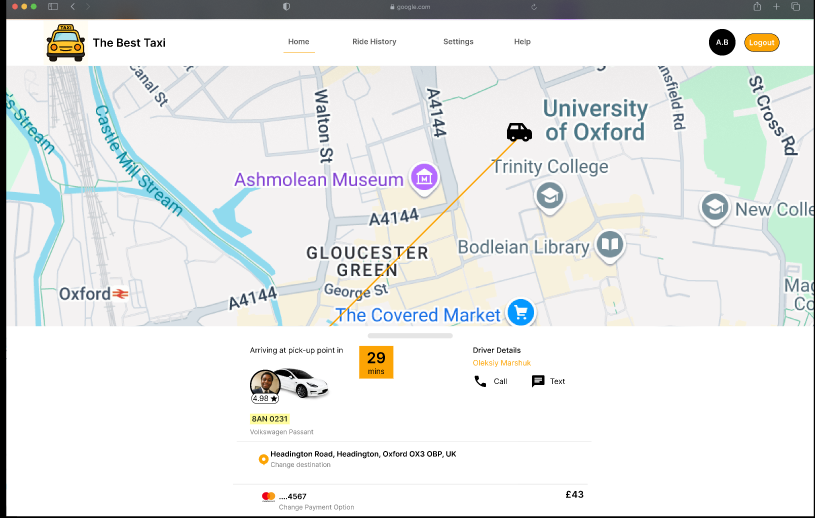 google.com
TAXI
The Best Taxi
Home
Ride History
Settings
Help
A.B
Logout
Canal St
's Stream
Castle Mill Stream
Walton St
A4144
University
of Oxford
nsfield Rd
St Cross Rd
Ashmolean Museum
Trinity College
A4144
New Colle
GLOUCESTER
GREEN
Bodleian Library
Oxford
A4144
George St
The Covered Market
Mag
Co
Arriving at pick-up point in
29
mins
Driver Details
Oleksiy Marshuk
Call
Text
4.98 ★
8AN 0231
Volkswagen Passant
Headington Road, Headington, Oxford OX3 OBP, UK
Change destination
....4567
£43
Change Payment Option